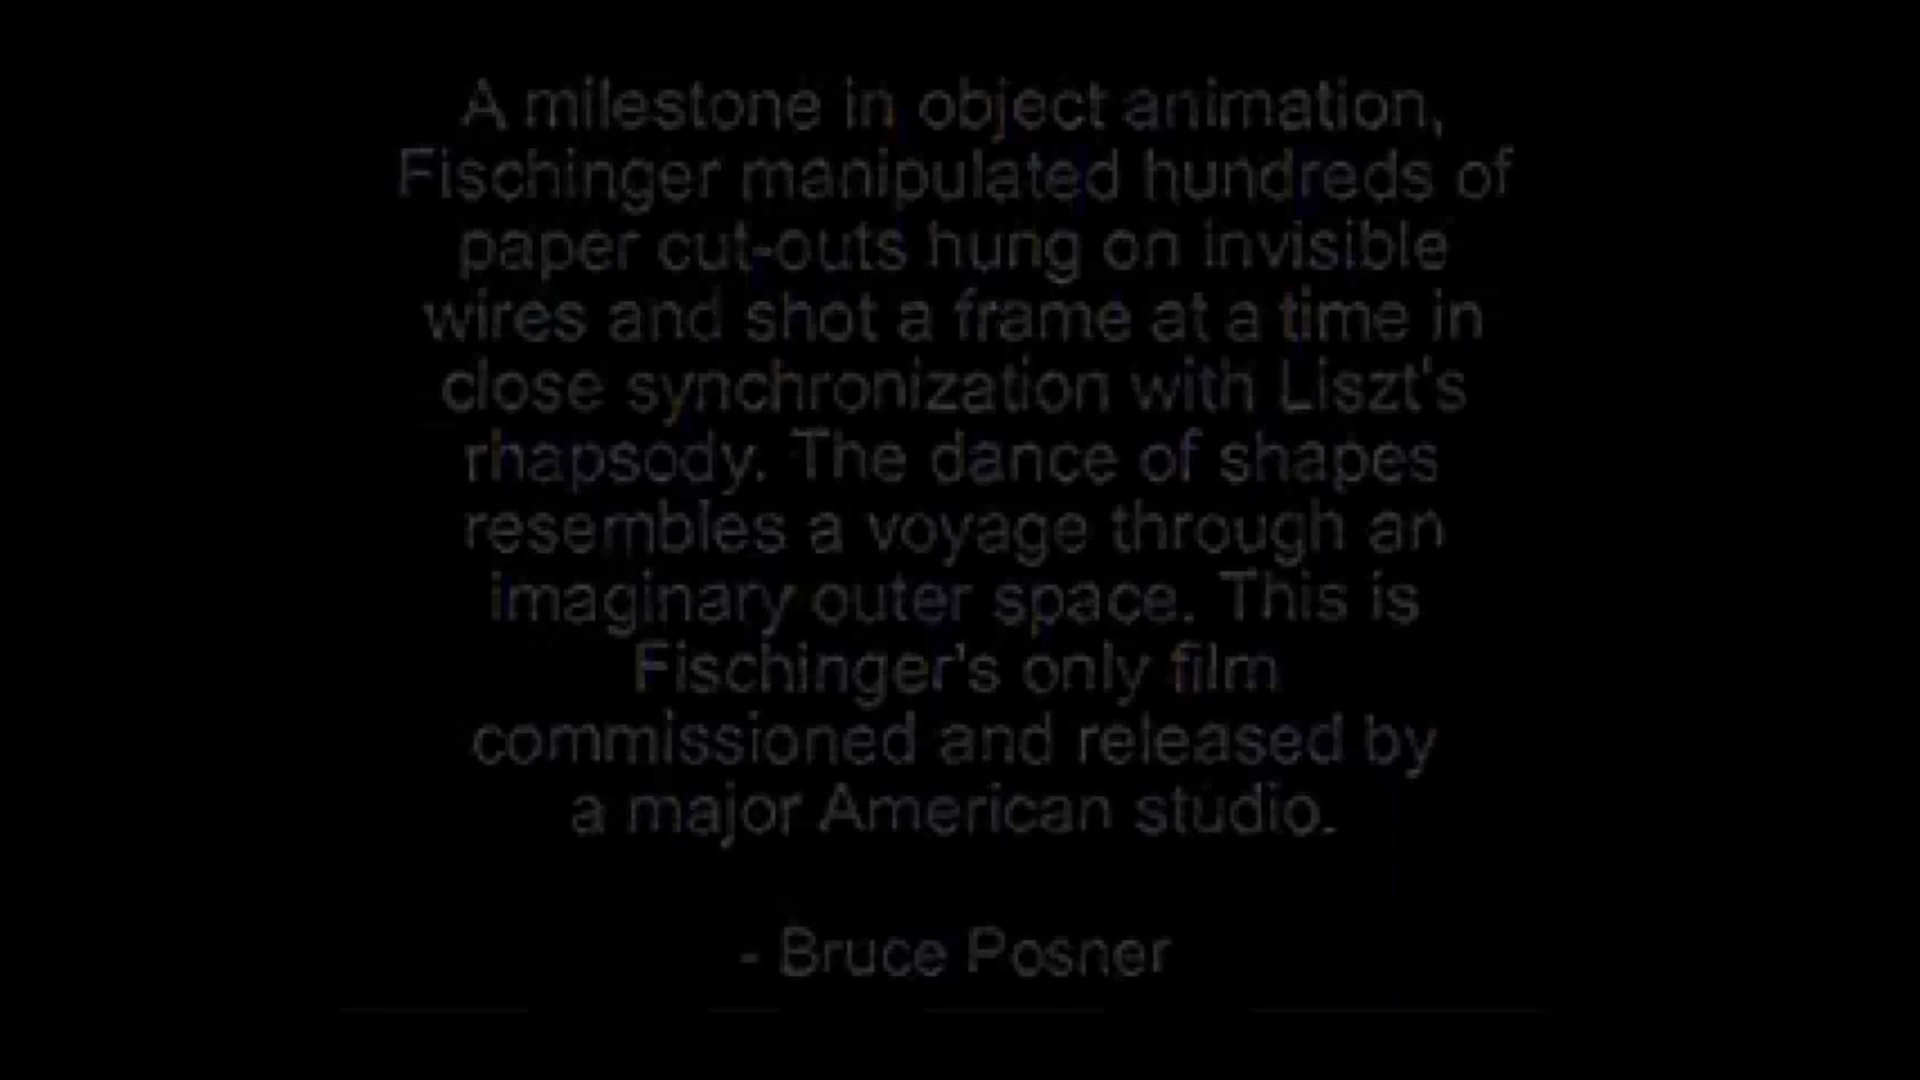 A milestone in object animation,
Fischinger manipulated hundreds of
paper cut-outs hung on invisible
wires and shot a frame at a time in
close synchronization with Liszt's
rhapsody. The dance of shapes
resembles a voyage through an
imaginary outer space. This is
Fischinger's only film
commissioned and released by
a major American studio.
- Bruce Posner